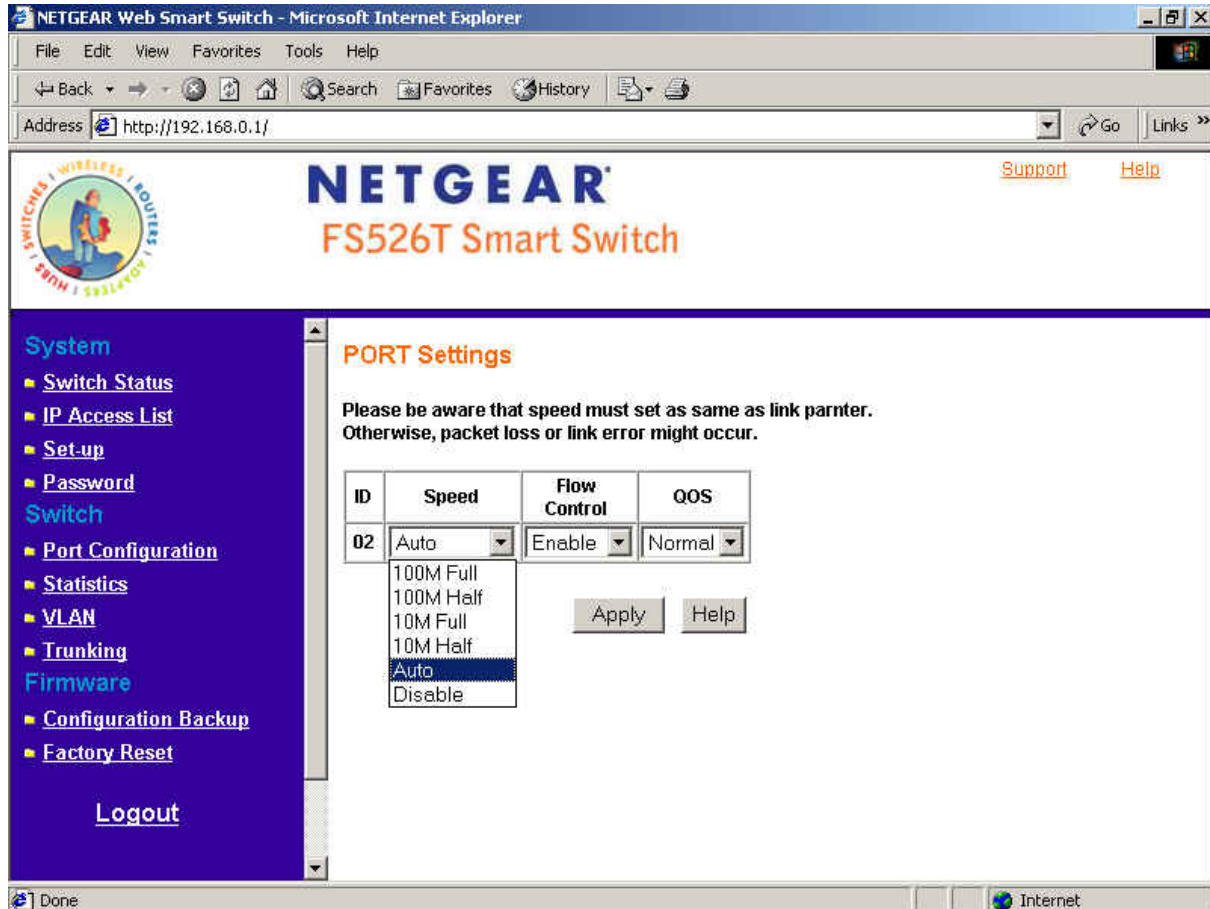 NETGEAR Web Smart Switch - Microsoft Internet Explorer
File Edit View Favorites Tools Help
Back Search Favorites History
Address http://192.168.0.1/ Go Links »
SWITCHES | WIRELESS | ROUTERS | ADAPTERS | HUBS |
NETGEAR
FS526T Smart Switch
Support Help
System
Switch Status
IP Access List
Set-up
Password
Switch
Port Configuration
Statistics
VLAN
Trunking
Firmware
Configuration Backup
Factory Reset
Logout
PORT Settings
Please be aware that speed must set as same as link parnter.
Otherwise, packet loss or link error might occur.
ID Speed Flow Control QOS
02 Auto Enable Normal
100M Full
100M Half
10M Full
10M Half
Auto
Disable
Apply Help
Done Internet